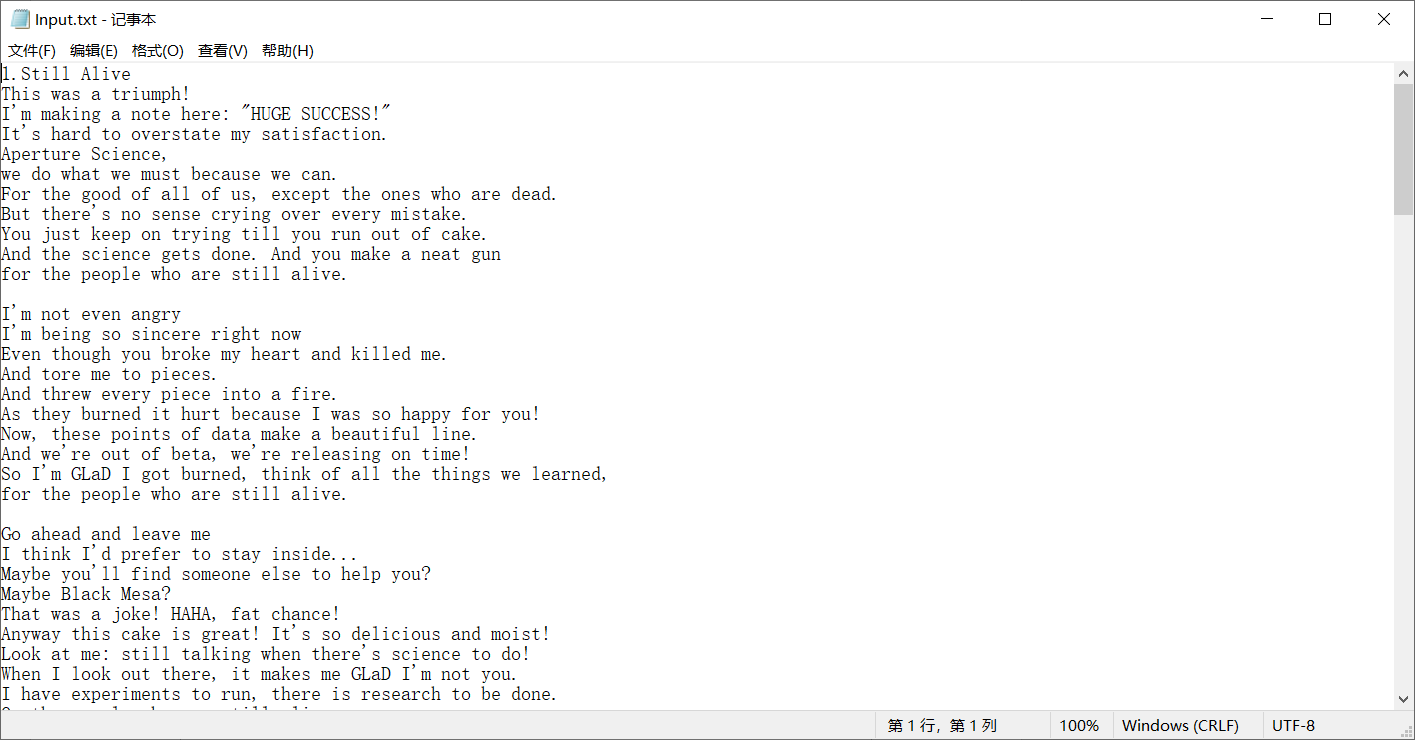 Input.txt - 记事本
文件(F) 编辑(E) 格式(O) 查看(V) 帮助(H)
1.Still Alive
This was a triumph!
I'm making a note here: "HUGE SUCCESS!"
It's hard to overstate my satisfaction.
Aperture Science,
we do what we must because we can.
For the good of all of us, except the ones who are dead.
But there's no sense crying over every mistake.
You just keep on trying till you run out of cake.
And the science gets done. And you make a neat gun
for the people who are still alive.

I'm not even angry
I'm being so sincere right now
Even though you broke my heart and killed me.
And tore me to pieces.
And threw every piece into a fire.
As they burned it hurt because I was so happy for you!
Now, these points of data make a beautiful line.
And we're out of beta, we're releasing on time!
So I'm GLaD I got burned, think of all the things we learned,
for the people who are still alive.

Go ahead and leave me
I think I'd prefer to stay inside...
Maybe you'll find someone else to help you?
Maybe Black Mesa?
That was a joke! HAHA, fat chance!
Anyway this cake is great! It's so delicious and moist!
Look at me: still talking when there's science to do!
When I look out there, it makes me GLaD I'm not you.
I have experiments to run, there is research to be done.
第 1 行，第 1 列 100% Windows (CRLF) UTF-8